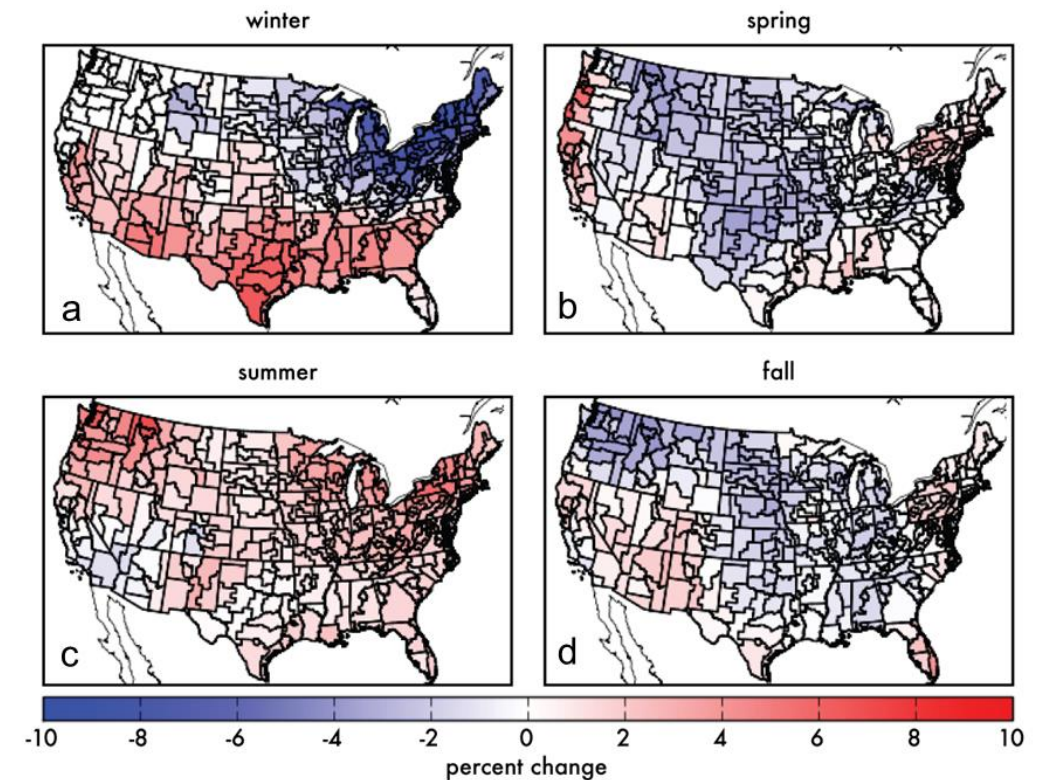 winter
spring
a
b
summer
fall
c
d
-10 -8 -6 -4 -2 0 2 4 6 8 10
percent change